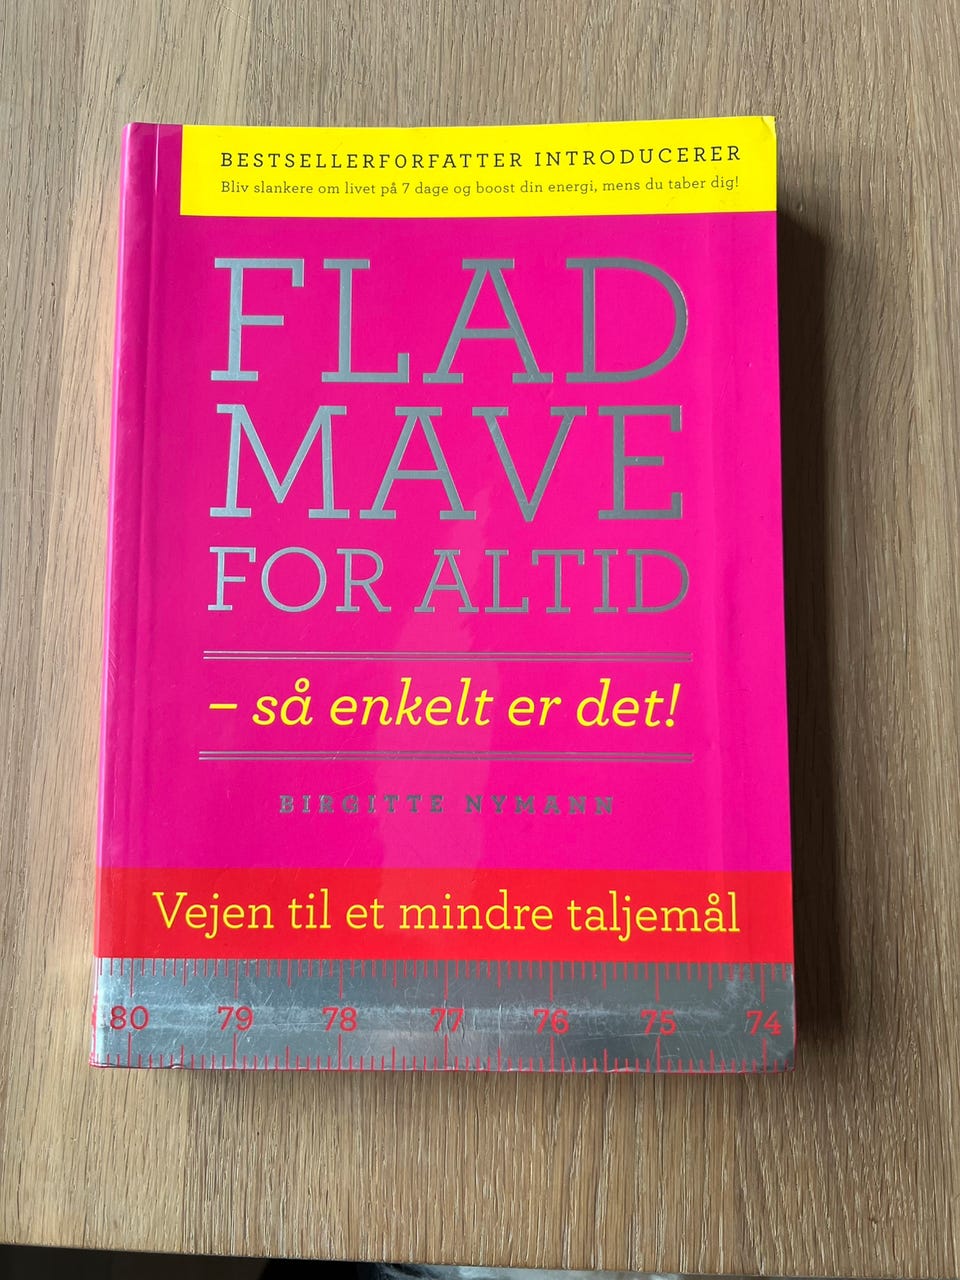 BESTSELLERFORFATTER INTRODUCERER
Bliv slankere om livet på 7 dage og boost din energi, mens du taber dig!
FLAD
MAVE
FOR ALTID
– så enkelt er det!
BIRGITTE NYMANN
Vejen til et mindre taljemål
80 79 78 77 76 75 74